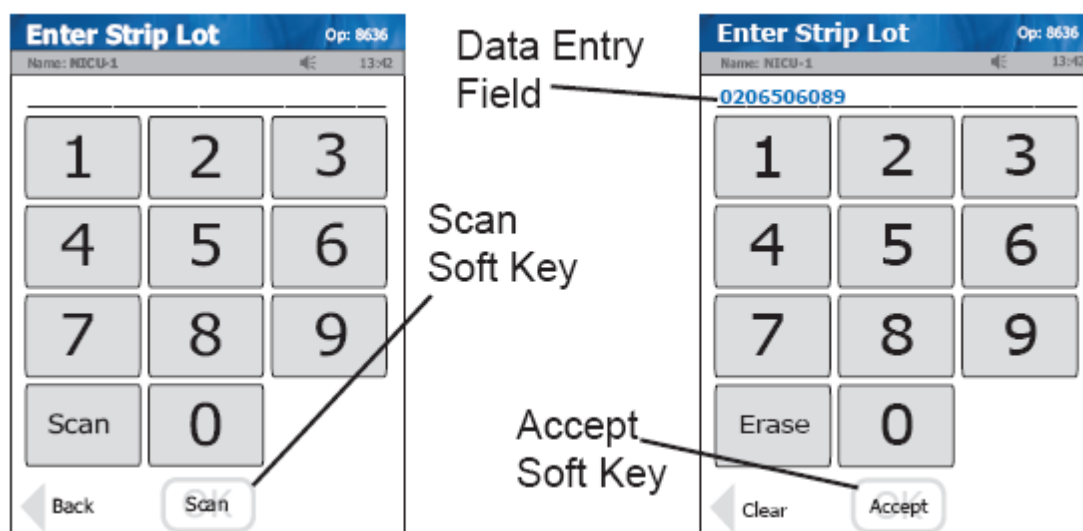 Enter Strip Lot Op: 8636
Name: NICU-1 13:42
1 2 3
4 5 6
7 8 9
Scan 0
Back Scan
Data Entry
Field
Scan
Soft Key
Accept
Soft Key
Enter Strip Lot Op: 8636
Name: NICU-1 13:42
0206506089
1 2 3
4 5 6
7 8 9
Erase 0
Clear Accept